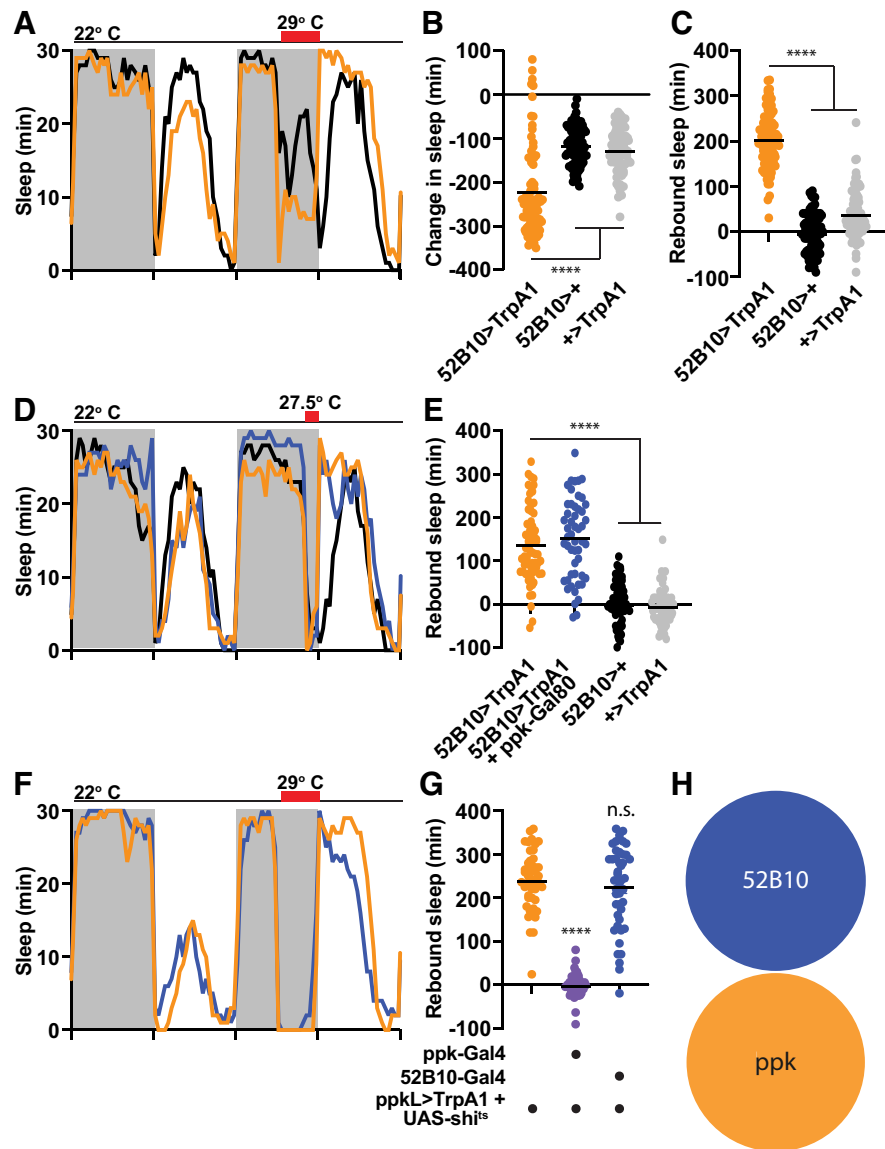 A
22° C
29° C
Sleep (min)
30
20
10
0
B
Change in sleep (min)
100
0
-100
-200
-300
-400
****
52B10>TrpA1
52B10>+
+>TrpA1
C
Rebound sleep (min)
400
300
200
100
0
-100
****
52B10>TrpA1
52B10>+
+>TrpA1
D
22° C
27.5° C
Sleep (min)
30
20
10
0
E
Rebound sleep (min)
400
300
200
100
0
-100
****
52B10>TrpA1
52B10>TrpA1
+ ppk-Gal80
52B10>+
+>TrpA1
F
22° C
29° C
Sleep (min)
30
20
10
0
G
Rebound sleep (min)
400
300
200
100
0
-100
****
n.s.
ppk-Gal4
52B10-Gal4
ppkL>TrpA1 +
UAS-shiᵗˢ
H
52B10
ppk